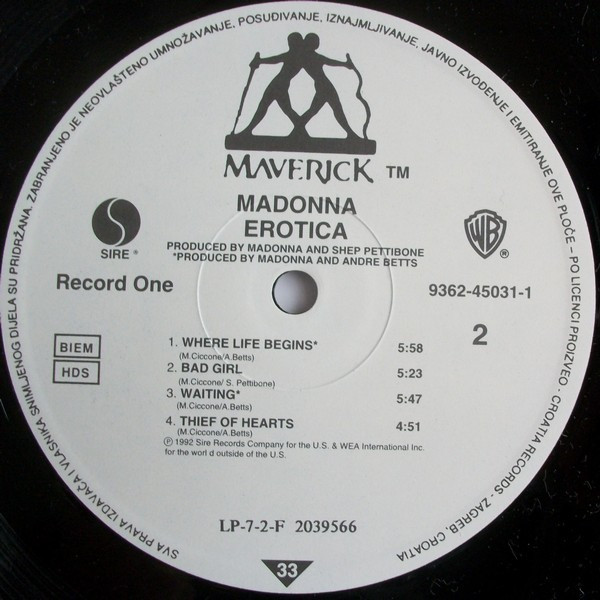 SVA PRAVA IZDAVAČA I VLASNIKA SNIMLJENOG DIJELA SU PRIDRŽANA. ZABRANJENO JE NEOVLAŠTENO UMNOŽAVANJE, POSUĐIVANJE, IZNAJMLJIVANJE, JAVNO IZVOĐENJE I EMITIRANJE OVE PLOČE – PO LICENCI PROIZVEO · CROATIA RECORDS - ZAGREB, CROATIA
MAVERICK ™
MADONNA
EROTICA
SIRE ®
WB ®
PRODUCED BY MADONNA AND SHEP PETTIBONE
*PRODUCED BY MADONNA AND ANDRE BETTS
Record One
9362-45031-1
2
BIEM
HDS
1. WHERE LIFE BEGINS* 5:58
(M.Ciccone/A.Betts)
2. BAD GIRL 5:23
(M.Ciccone/ S. Pettibone)
3. WAITING* 5:47
(M.Ciccone/A.Betts)
4. THIEF OF HEARTS 4:51
(M.Ciccone/A.Betts)
℗ 1992 Sire Records Company for the U.S. & WEA International Inc.
for the worl d outside of the U.S.
LP-7-2-F 2039566
33